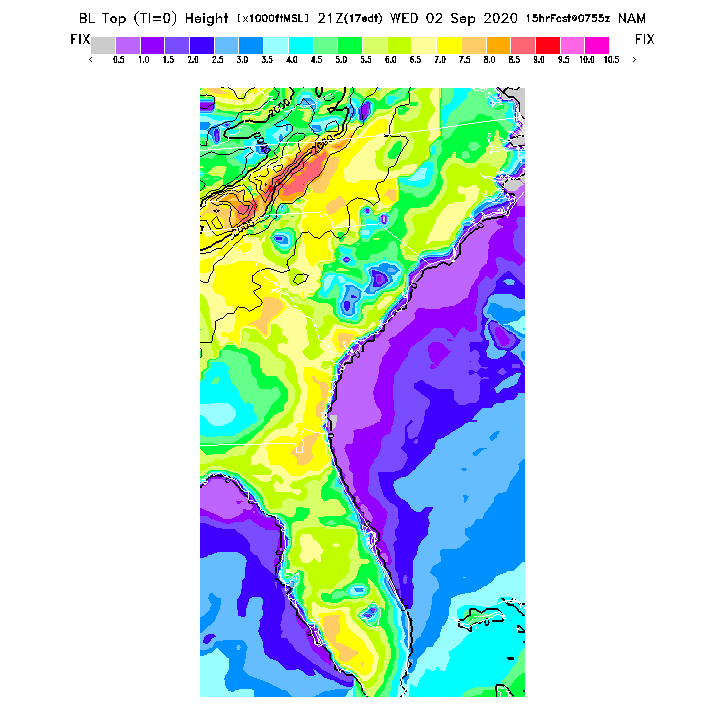 BL Top (TI=0) Height [x1000ftMSL] 21Z(17edt) WED 02 Sep 2020 15hrFcst@0755z NAM
FIX FIX
< 0.5 1.0 1.5 2.0 2.5 3.0 3.5 4.0 4.5 5.0 5.5 6.0 6.5 7.0 7.5 8.0 8.5 9.0 9.5 10.0 10.5 >